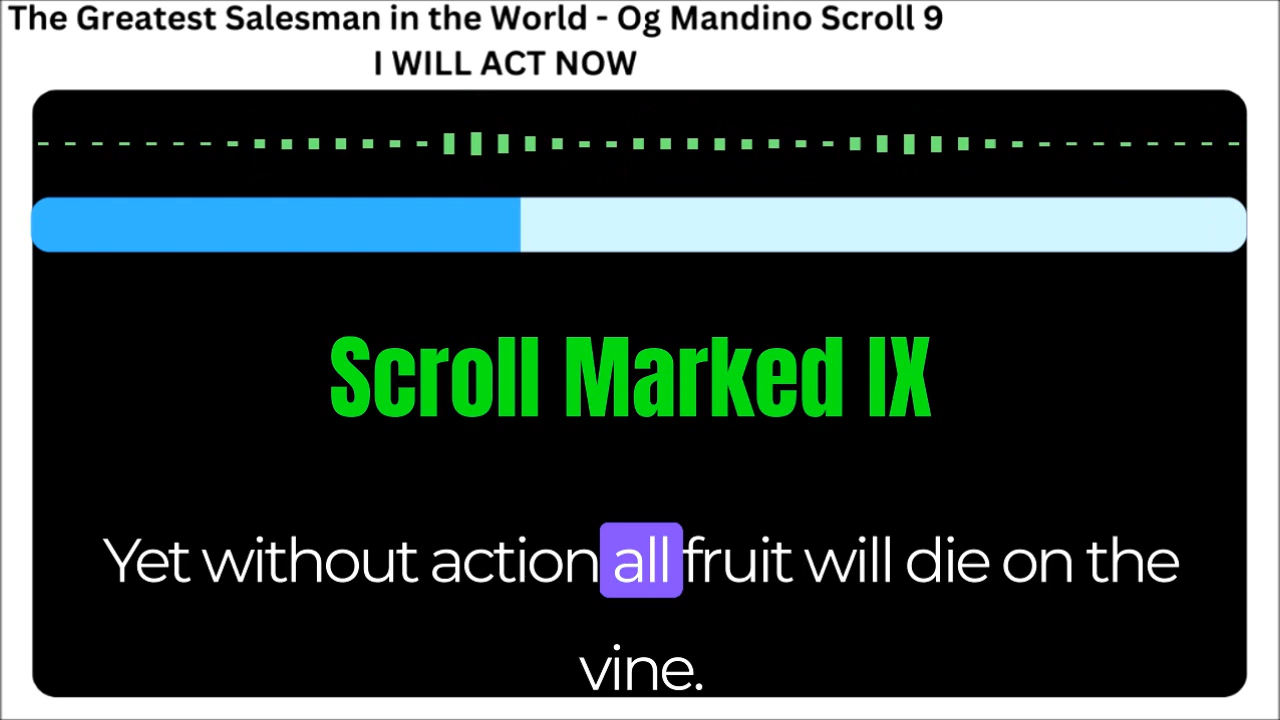 The Greatest Salesman in the World - Og Mandino Scroll 9
I WILL ACT NOW
Scroll Marked IX
Yet without action all fruit will die on the
vine.